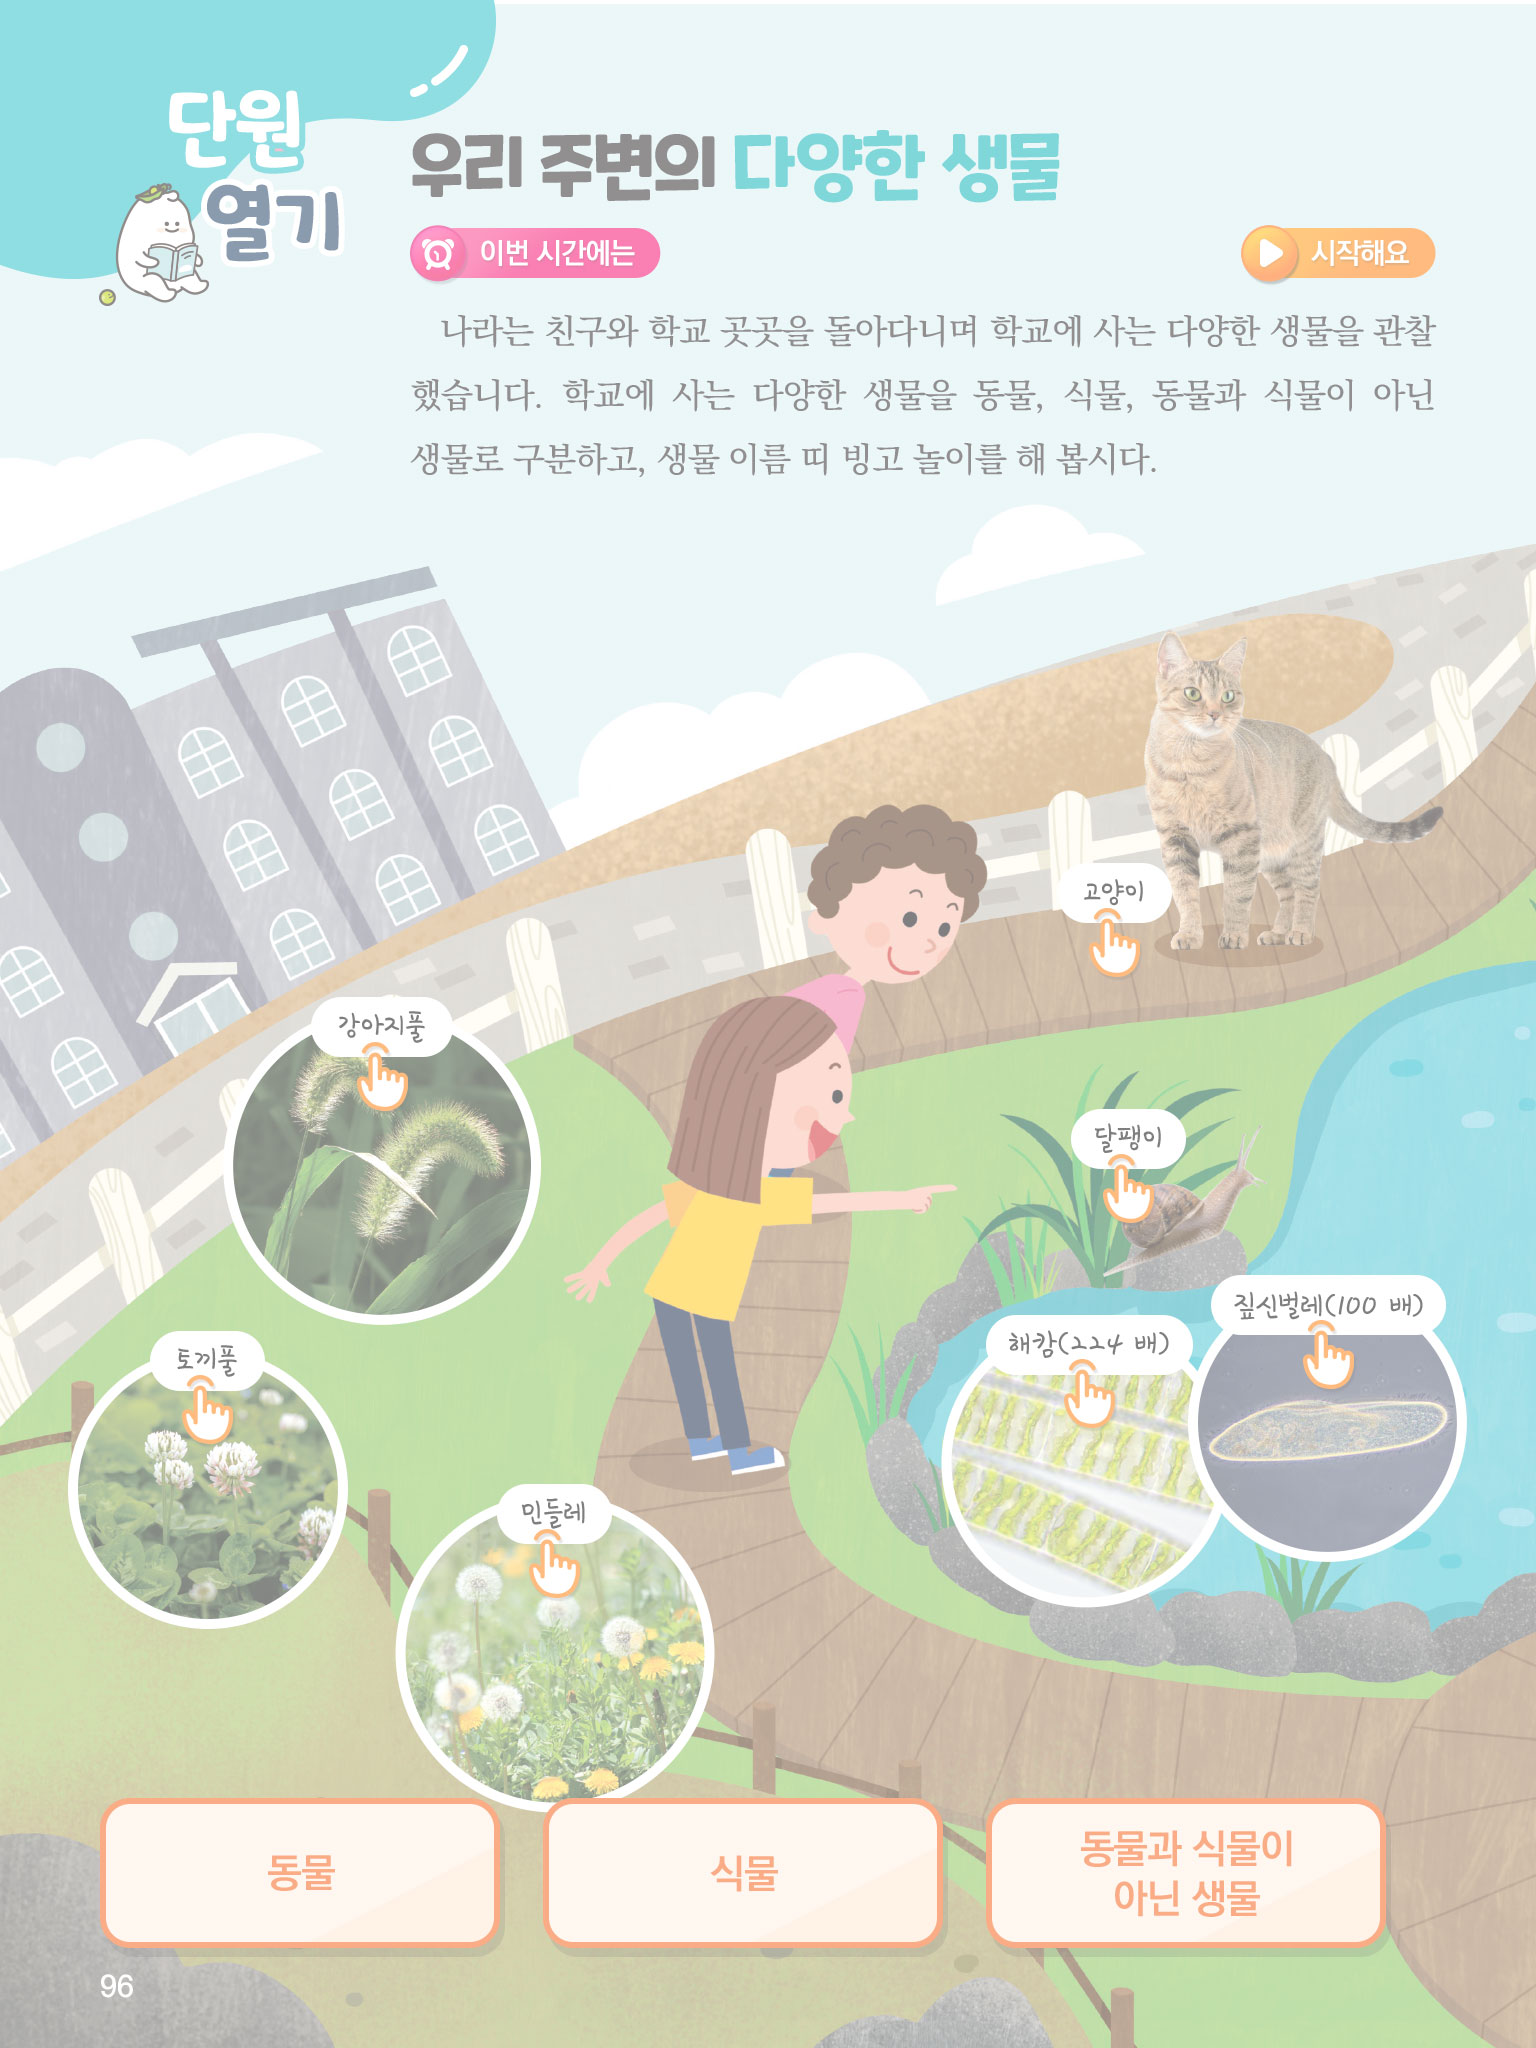 단원
열기
우리 주변의 다양한 생물
이번 시간에는
시작해요
나라는 친구와 학교 곳곳을 돌아다니며 학교에 사는 다양한 생물을 관찰
했습니다. 학교에 사는 다양한 생물을 동물, 식물, 동물과 식물이 아닌
생물로 구분하고, 생물 이름 띠 빙고 놀이를 해 봅시다.
고양이
강아지풀
달팽이
짚신벌레(100 배)
해캄(224 배)
토끼풀
민들레
동물
식물
동물과 식물이
아닌 생물
96